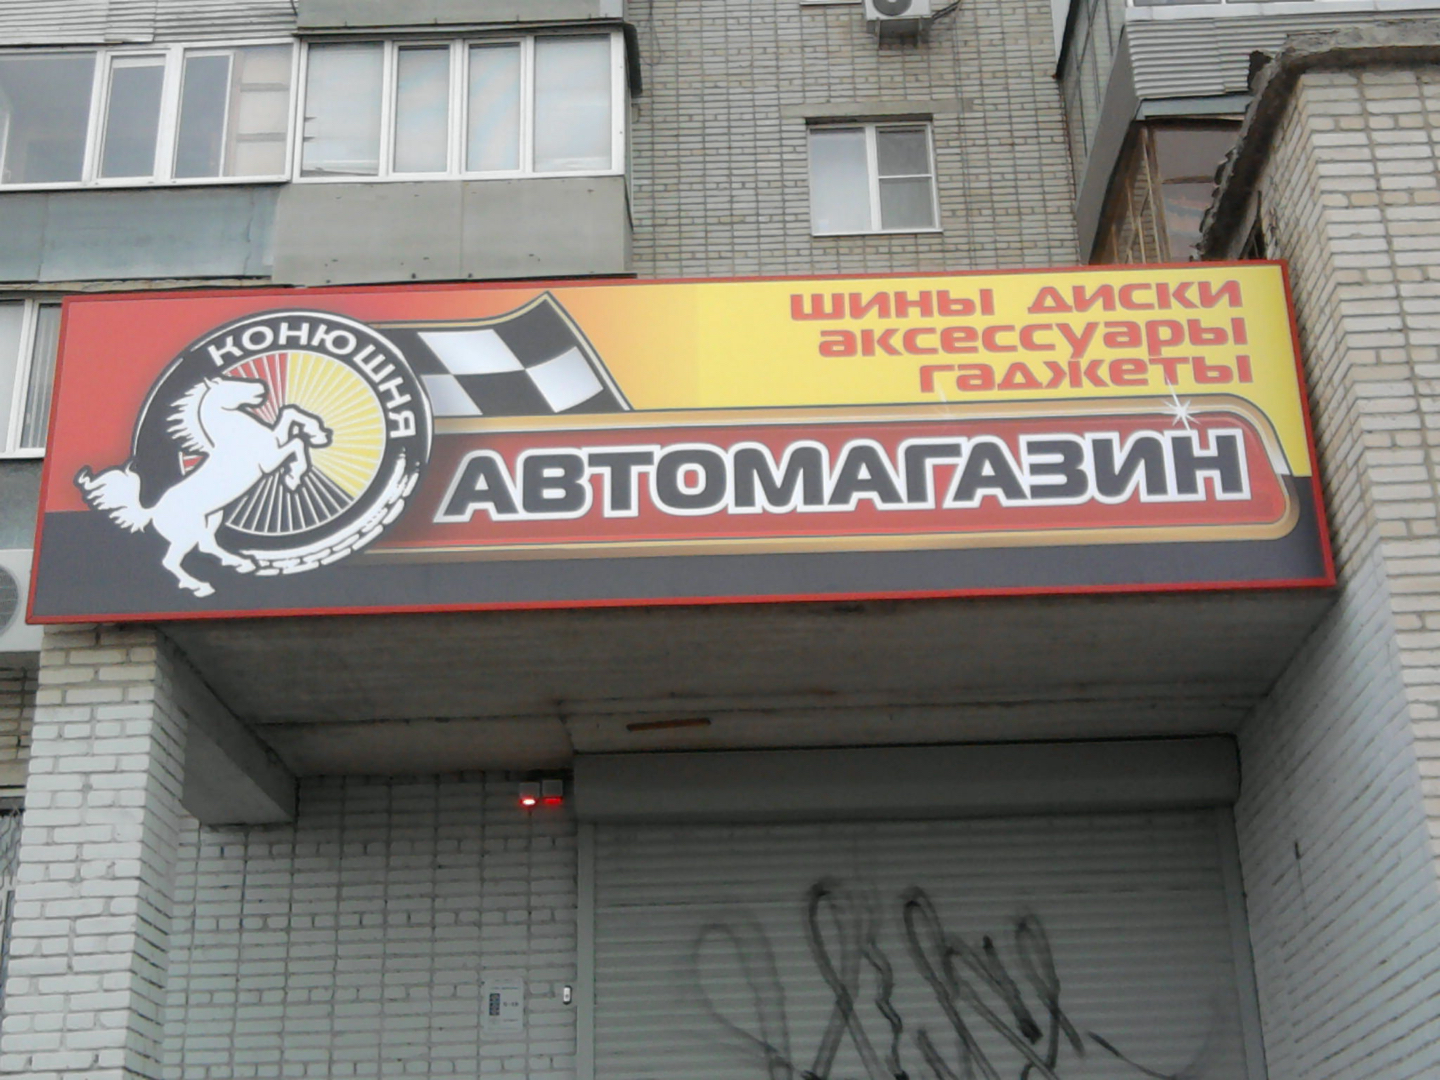 КОНЮШНЯ
шины диски
аксессуары
гаджеты
АВТОМАГАЗИН